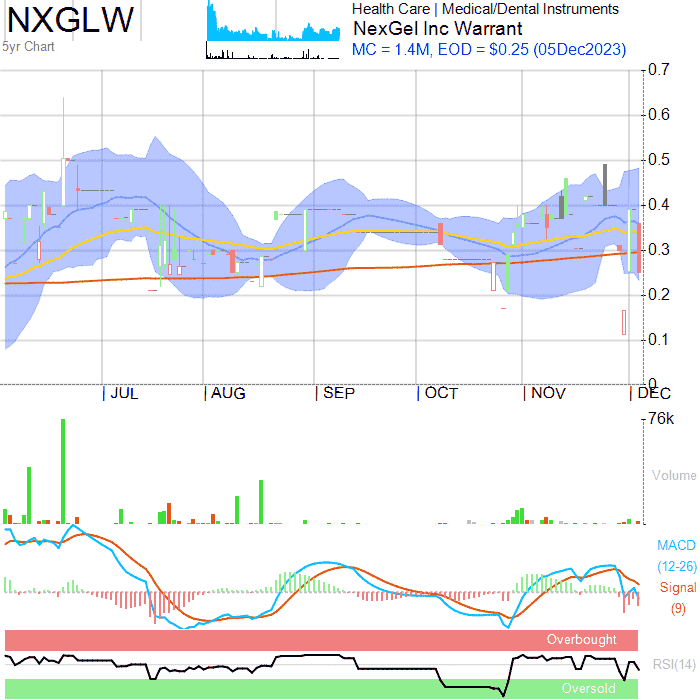 NXGLW
5yr Chart
Health Care | Medical/Dental Instruments
NexGel Inc Warrant
MC = 1.4M, EOD = $0.25 (05Dec2023)
0.7
0.6
0.5
0.4
0.3
0.2
0.1
0
JUL
AUG
SEP
OCT
NOV
DEC
76k
Volume
MACD
(12-26)
Signal
(9)
Overbought
RSI(14)
Oversold